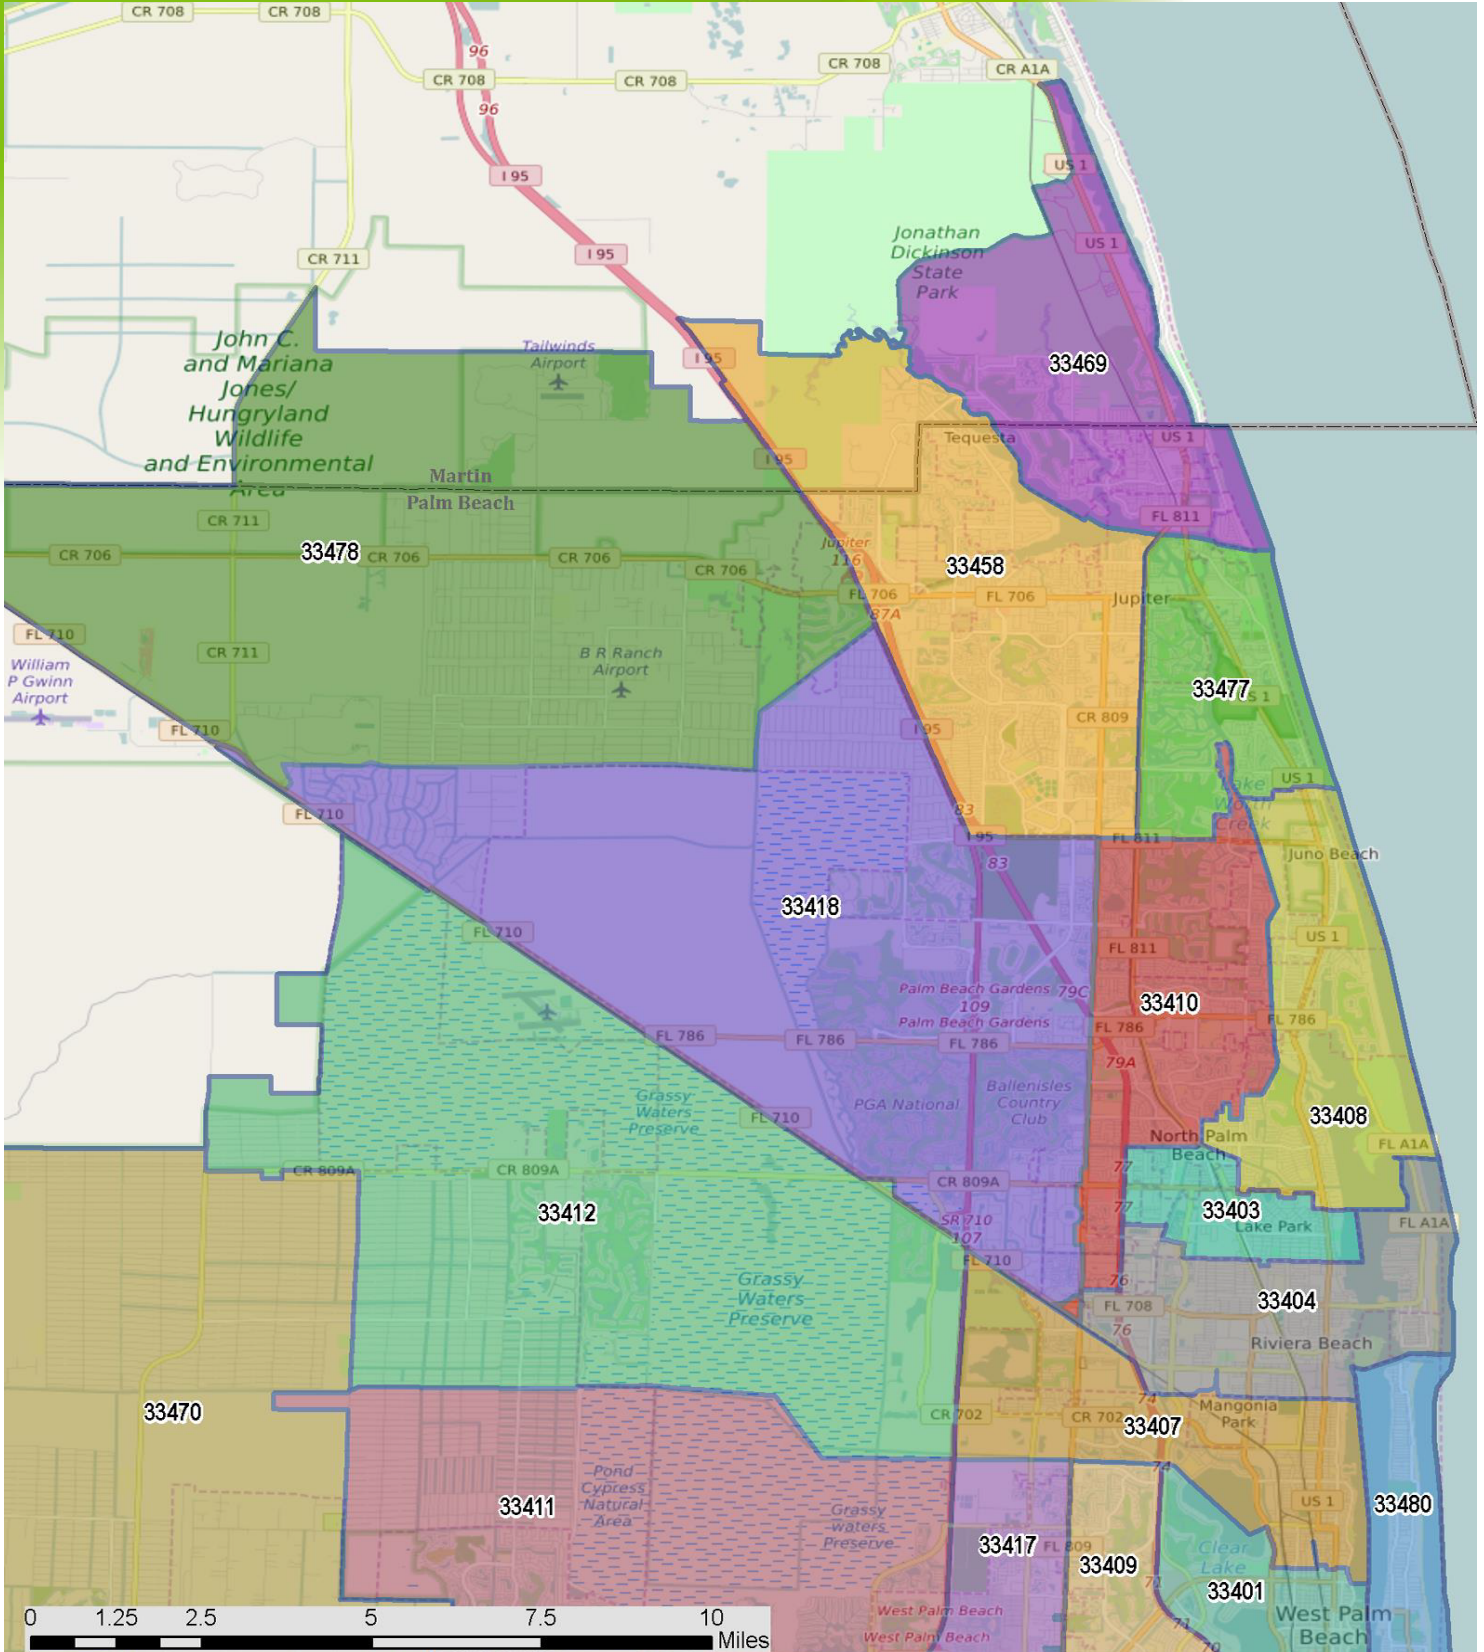 CR 708
CR 708
96
CR 708
CR 708
CR 708
CR A1A
96
I 95
US 1
Jonathan
Dickinson
State
Park
US 1
CR 711
I 95
John C.
and Mariana
Jones/
Hungryland
Wildlife
and Environmental
Area
Tailwinds
Airport
I 95
33469
I 95
Tequesta
US 1
Martin
Palm Beach
CR 711
FL 811
CR 706
33478
CR 706
CR 706
CR 706
Jupiter
116
33458
FL 706
FL 706
Jupiter
87A
FL 710
CR 711
William
P Gwinn
Airport
B R Ranch
Airport
33477
US 1
FL 710
I 95
CR 809
US 1
Lake
Worth
Creek
FL 710
83
I 95
FL 811
83
Juno Beach
33418
FL 710
FL 811
US 1
Palm Beach Gardens
109
Palm Beach Gardens
79C
33410
FL 786
FL 786
FL 786
FL 786
FL 786
79A
Grassy
Waters
Preserve
FL 710
PGA National
Ballenisles
Country
Club
33408
North Palm
Beach
FL A1A
CR 809A
CR 809A
77
CR 809A
33412
SR 710
107
77
33403
Lake Park
FL A1A
FL 710
Grassy
Waters
Preserve
76
FL 708
33404
76
Riviera Beach
33470
CR 702
CR 702
74
33407
Mangonia
Park
74
Pond
Cypress
Natural
Area
33411
Grassy
waters
Preserve
US 1
33480
33417
FL 809
33409
Clear
Lake
71
33401
West Palm Beach
West Palm Beach
71
70
West Palm
Beach
0 1.25 2.5 5 7.5 10
Miles